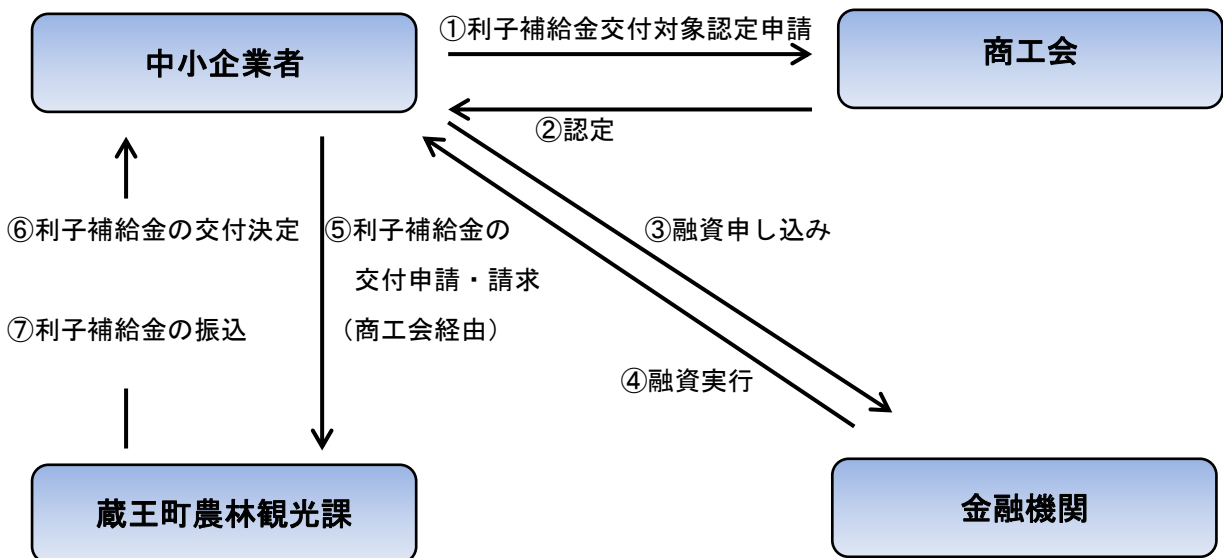 ①利子補給金交付対象認定申請
中小企業者
商工会
②認定
⑥利子補給金の交付決定
⑤利子補給金の
交付申請・請求
（商工会経由）
③融資申し込み
⑦利子補給金の振込
④融資実行
蔵王町農林観光課
金融機関